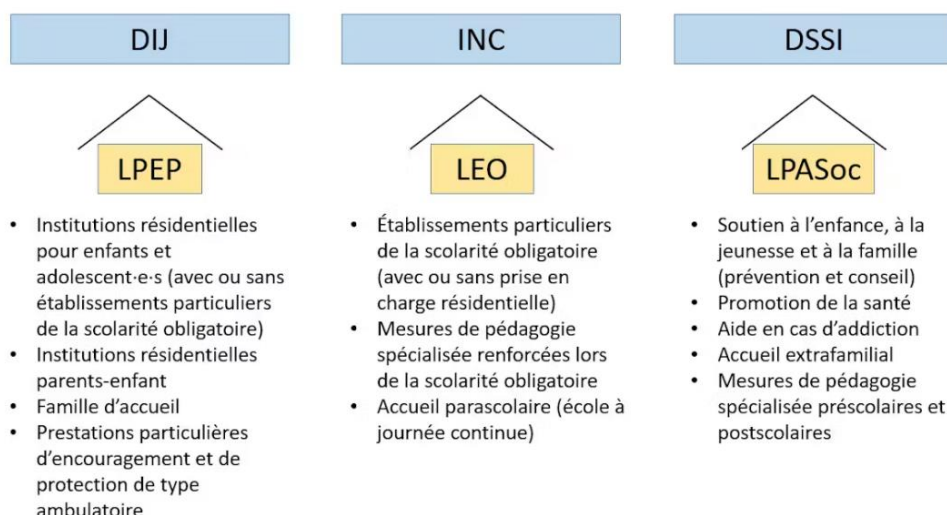 DIJ
LPEP
• Institutions résidentielles
pour enfants et
adolescent·e·s (avec ou sans
établissements particuliers
de la scolarité obligatoire)
• Institutions résidentielles
parents-enfant
• Famille d'accueil
• Prestations particulières
d'encouragement et de
protection de type
ambulatoire
INC
LEO
• Établissements particuliers
de la scolarité obligatoire
(avec ou sans prise en
charge résidentielle)
• Mesures de pédagogie
spécialisée renforcées lors
de la scolarité obligatoire
• Accueil parascolaire (école à
journée continue)
DSSI
LPASoc
• Soutien à l'enfance, à la
jeunesse et à la famille
(prévention et conseil)
• Promotion de la santé
• Aide en cas d'addiction
• Accueil extrafamilial
• Mesures de pédagogie
spécialisée préscolaires et
postscolaires